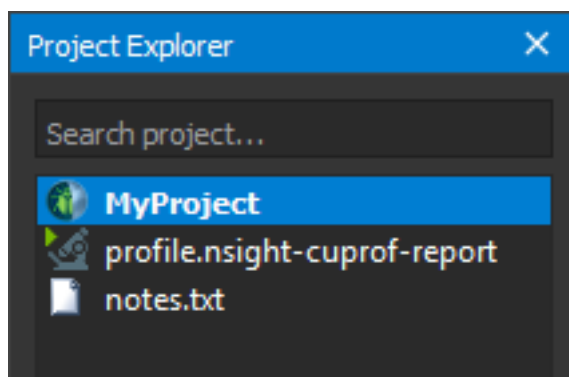 Project Explorer
Search project...
MyProject
profile.nsight-cuprof-report
notes.txt